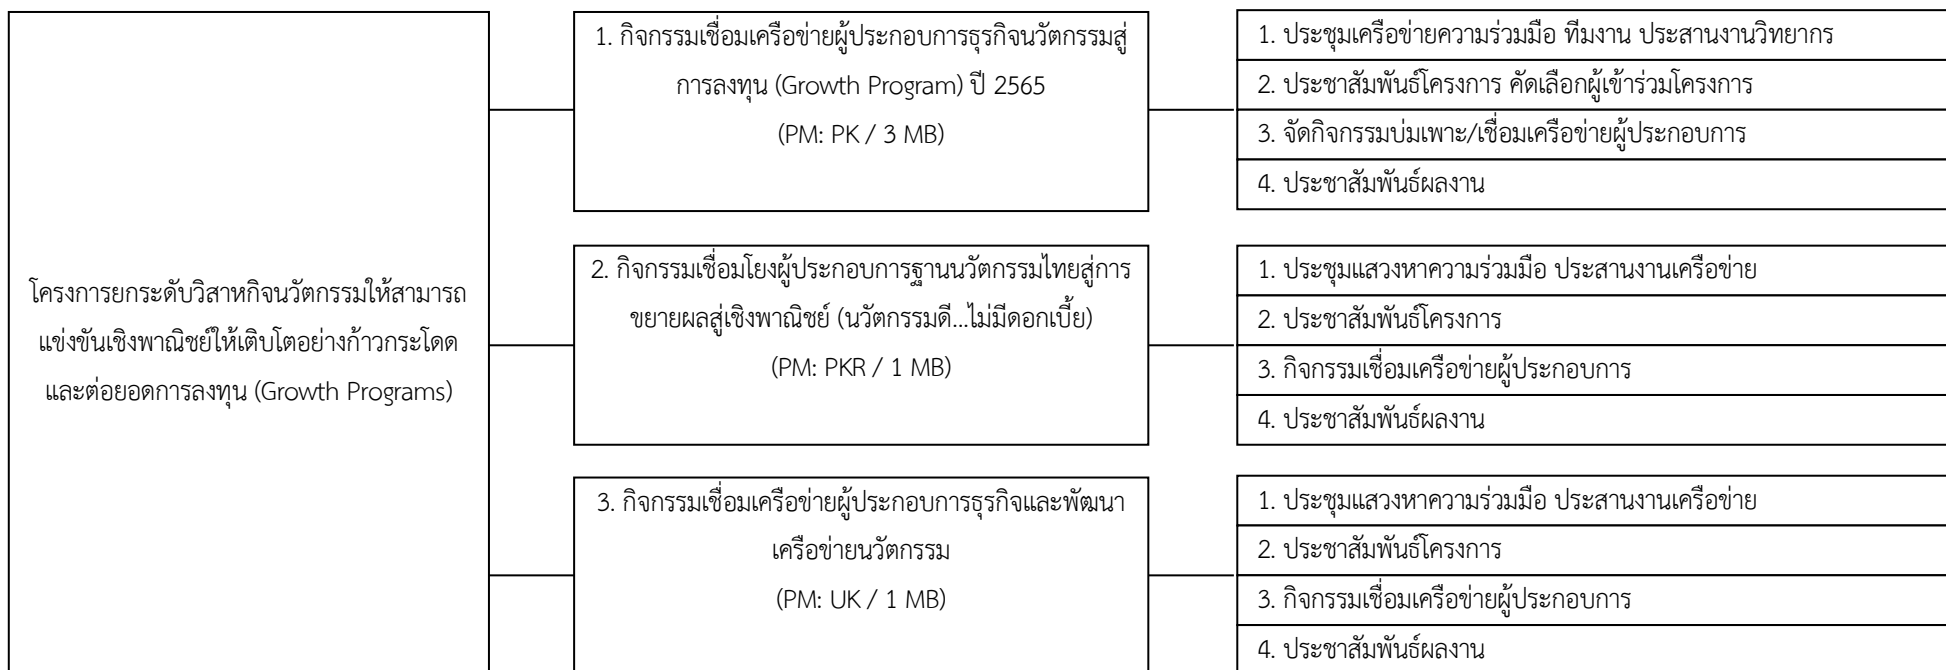 โครงการยกระดับวิสาหกิจนวัตกรรมให้สามารถ
แข่งขันเชิงพาณิชย์ให้เติบโตอย่างก้าวกระโดด
และต่อยอดการลงทุน (Growth Programs)
1. กิจกรรมเชื่อมเครือข่ายผู้ประกอบการธุรกิจนวัตกรรมสู่
การลงทุน (Growth Program) ปี 2565
(PM: PK / 3 MB)
1. ประชุมเครือข่ายความร่วมมือ ทีมงาน ประสานงานวิทยากร
2. ประชาสัมพันธ์โครงการ คัดเลือกผู้เข้าร่วมโครงการ
3. จัดกิจกรรมบ่มเพาะ/เชื่อมเครือข่ายผู้ประกอบการ
4. ประชาสัมพันธ์ผลงาน
2. กิจกรรมเชื่อมโยงผู้ประกอบการฐานนวัตกรรมไทยสู่การ
ขยายผลสู่เชิงพาณิชย์ (นวัตกรรมดี...ไม่มีดอกเบี้ย)
(PM: PKR / 1 MB)
1. ประชุมแสวงหาความร่วมมือ ประสานงานเครือข่าย
2. ประชาสัมพันธ์โครงการ
3. กิจกรรมเชื่อมเครือข่ายผู้ประกอบการ
4. ประชาสัมพันธ์ผลงาน
3. กิจกรรมเชื่อมเครือข่ายผู้ประกอบการธุรกิจและพัฒนา
เครือข่ายนวัตกรรม
(PM: UK / 1 MB)
1. ประชุมแสวงหาความร่วมมือ ประสานงานเครือข่าย
2. ประชาสัมพันธ์โครงการ
3. กิจกรรมเชื่อมเครือข่ายผู้ประกอบการ
4. ประชาสัมพันธ์ผลงาน